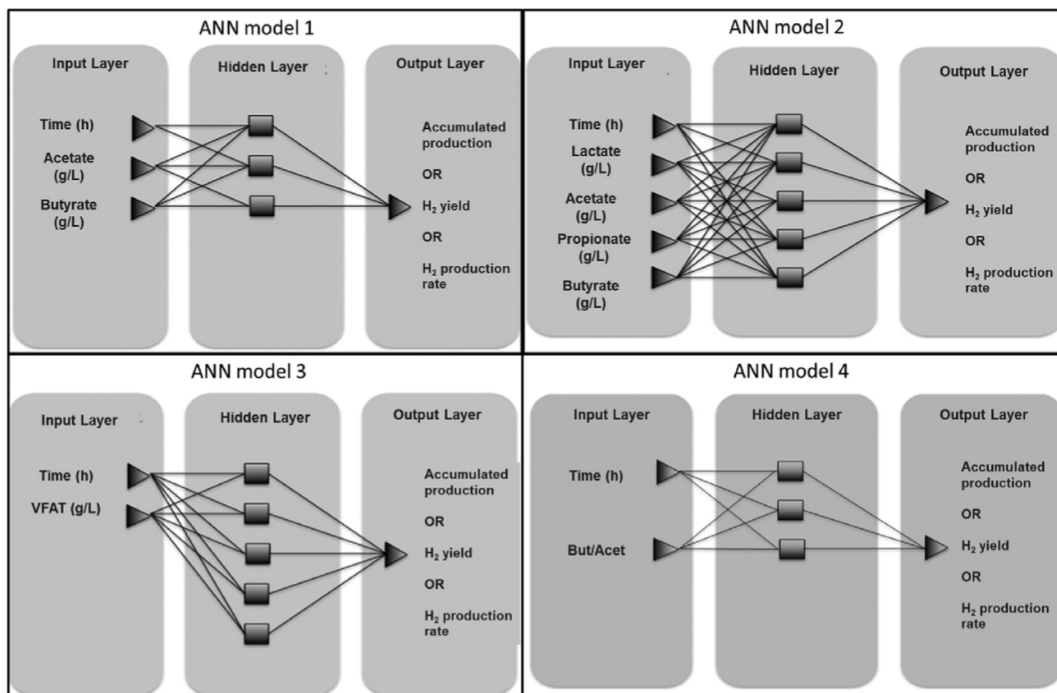 ANN model 1
Input Layer
Hidden Layer
Output Layer
Time (h)
Acetate
(g/L)
Butyrate
(g/L)
Accumulated
production
OR
H₂ yield
OR
H₂ production
rate
ANN model 2
Input Layer
Hidden Layer
Output Layer
Time (h)
Lactate
(g/L)
Acetate
(g/L)
Propionate
(g/L)
Butyrate
(g/L)
Accumulated
production
OR
H₂ yield
OR
H₂ production
rate
ANN model 3
Input Layer
Hidden Layer
Output Layer
Time (h)
VFAT (g/L)
Accumulated
production
OR
H₂ yield
OR
H₂ production
rate
ANN model 4
Input Layer
Hidden Layer
Output Layer
Time (h)
But/Acet
Accumulated
production
OR
H₂ yield
OR
H₂ production
rate